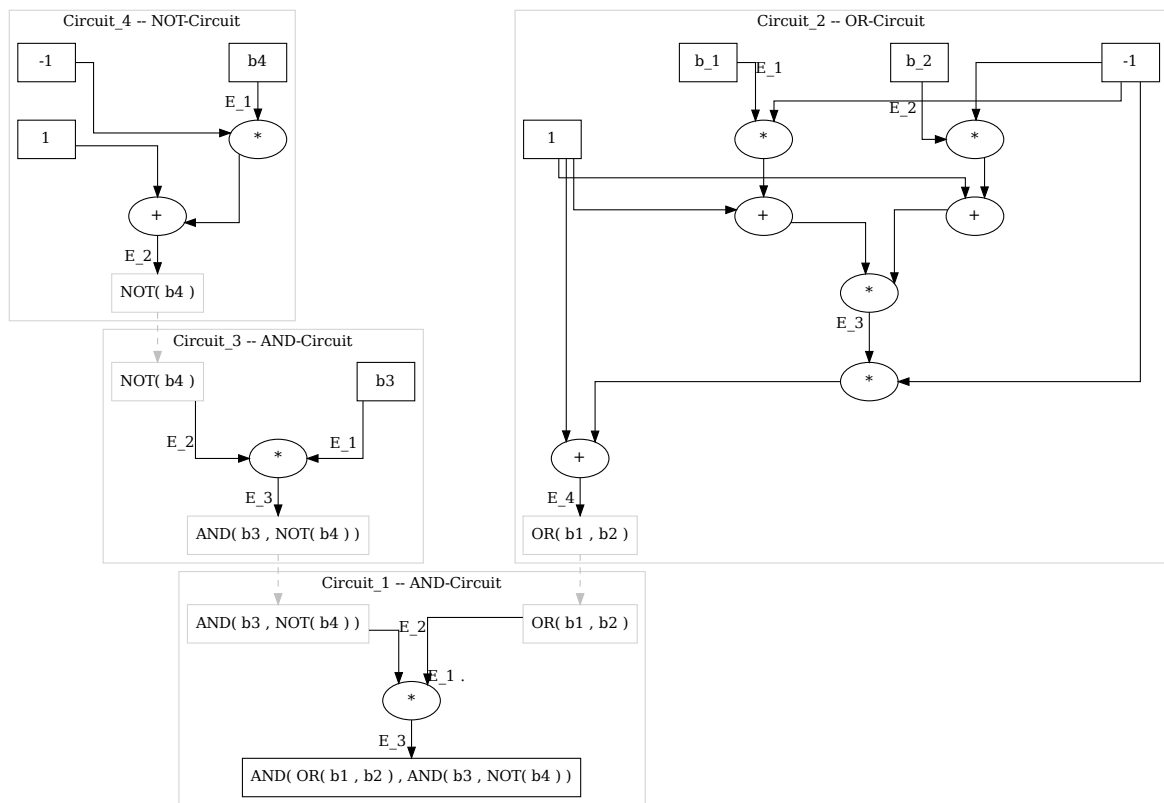 Circuit_4 -- NOT-Circuit
-1
b4
E_1
1
*
+
E_2
NOT( b4 )
Circuit_2 -- OR-Circuit
b_1
b_2
-1
E_1
E_2
1
*
*
+
+
*
E_3
*
+
E_4
OR( b1 , b2 )
Circuit_3 -- AND-Circuit
NOT( b4 )
b3
E_2
E_1
*
E_3
AND( b3 , NOT( b4 ) )
Circuit_1 -- AND-Circuit
AND( b3 , NOT( b4 ) )
OR( b1 , b2 )
E_2
E_1 .
*
E_3
AND( OR( b1 , b2 ) , AND( b3 , NOT( b4 ) ) )